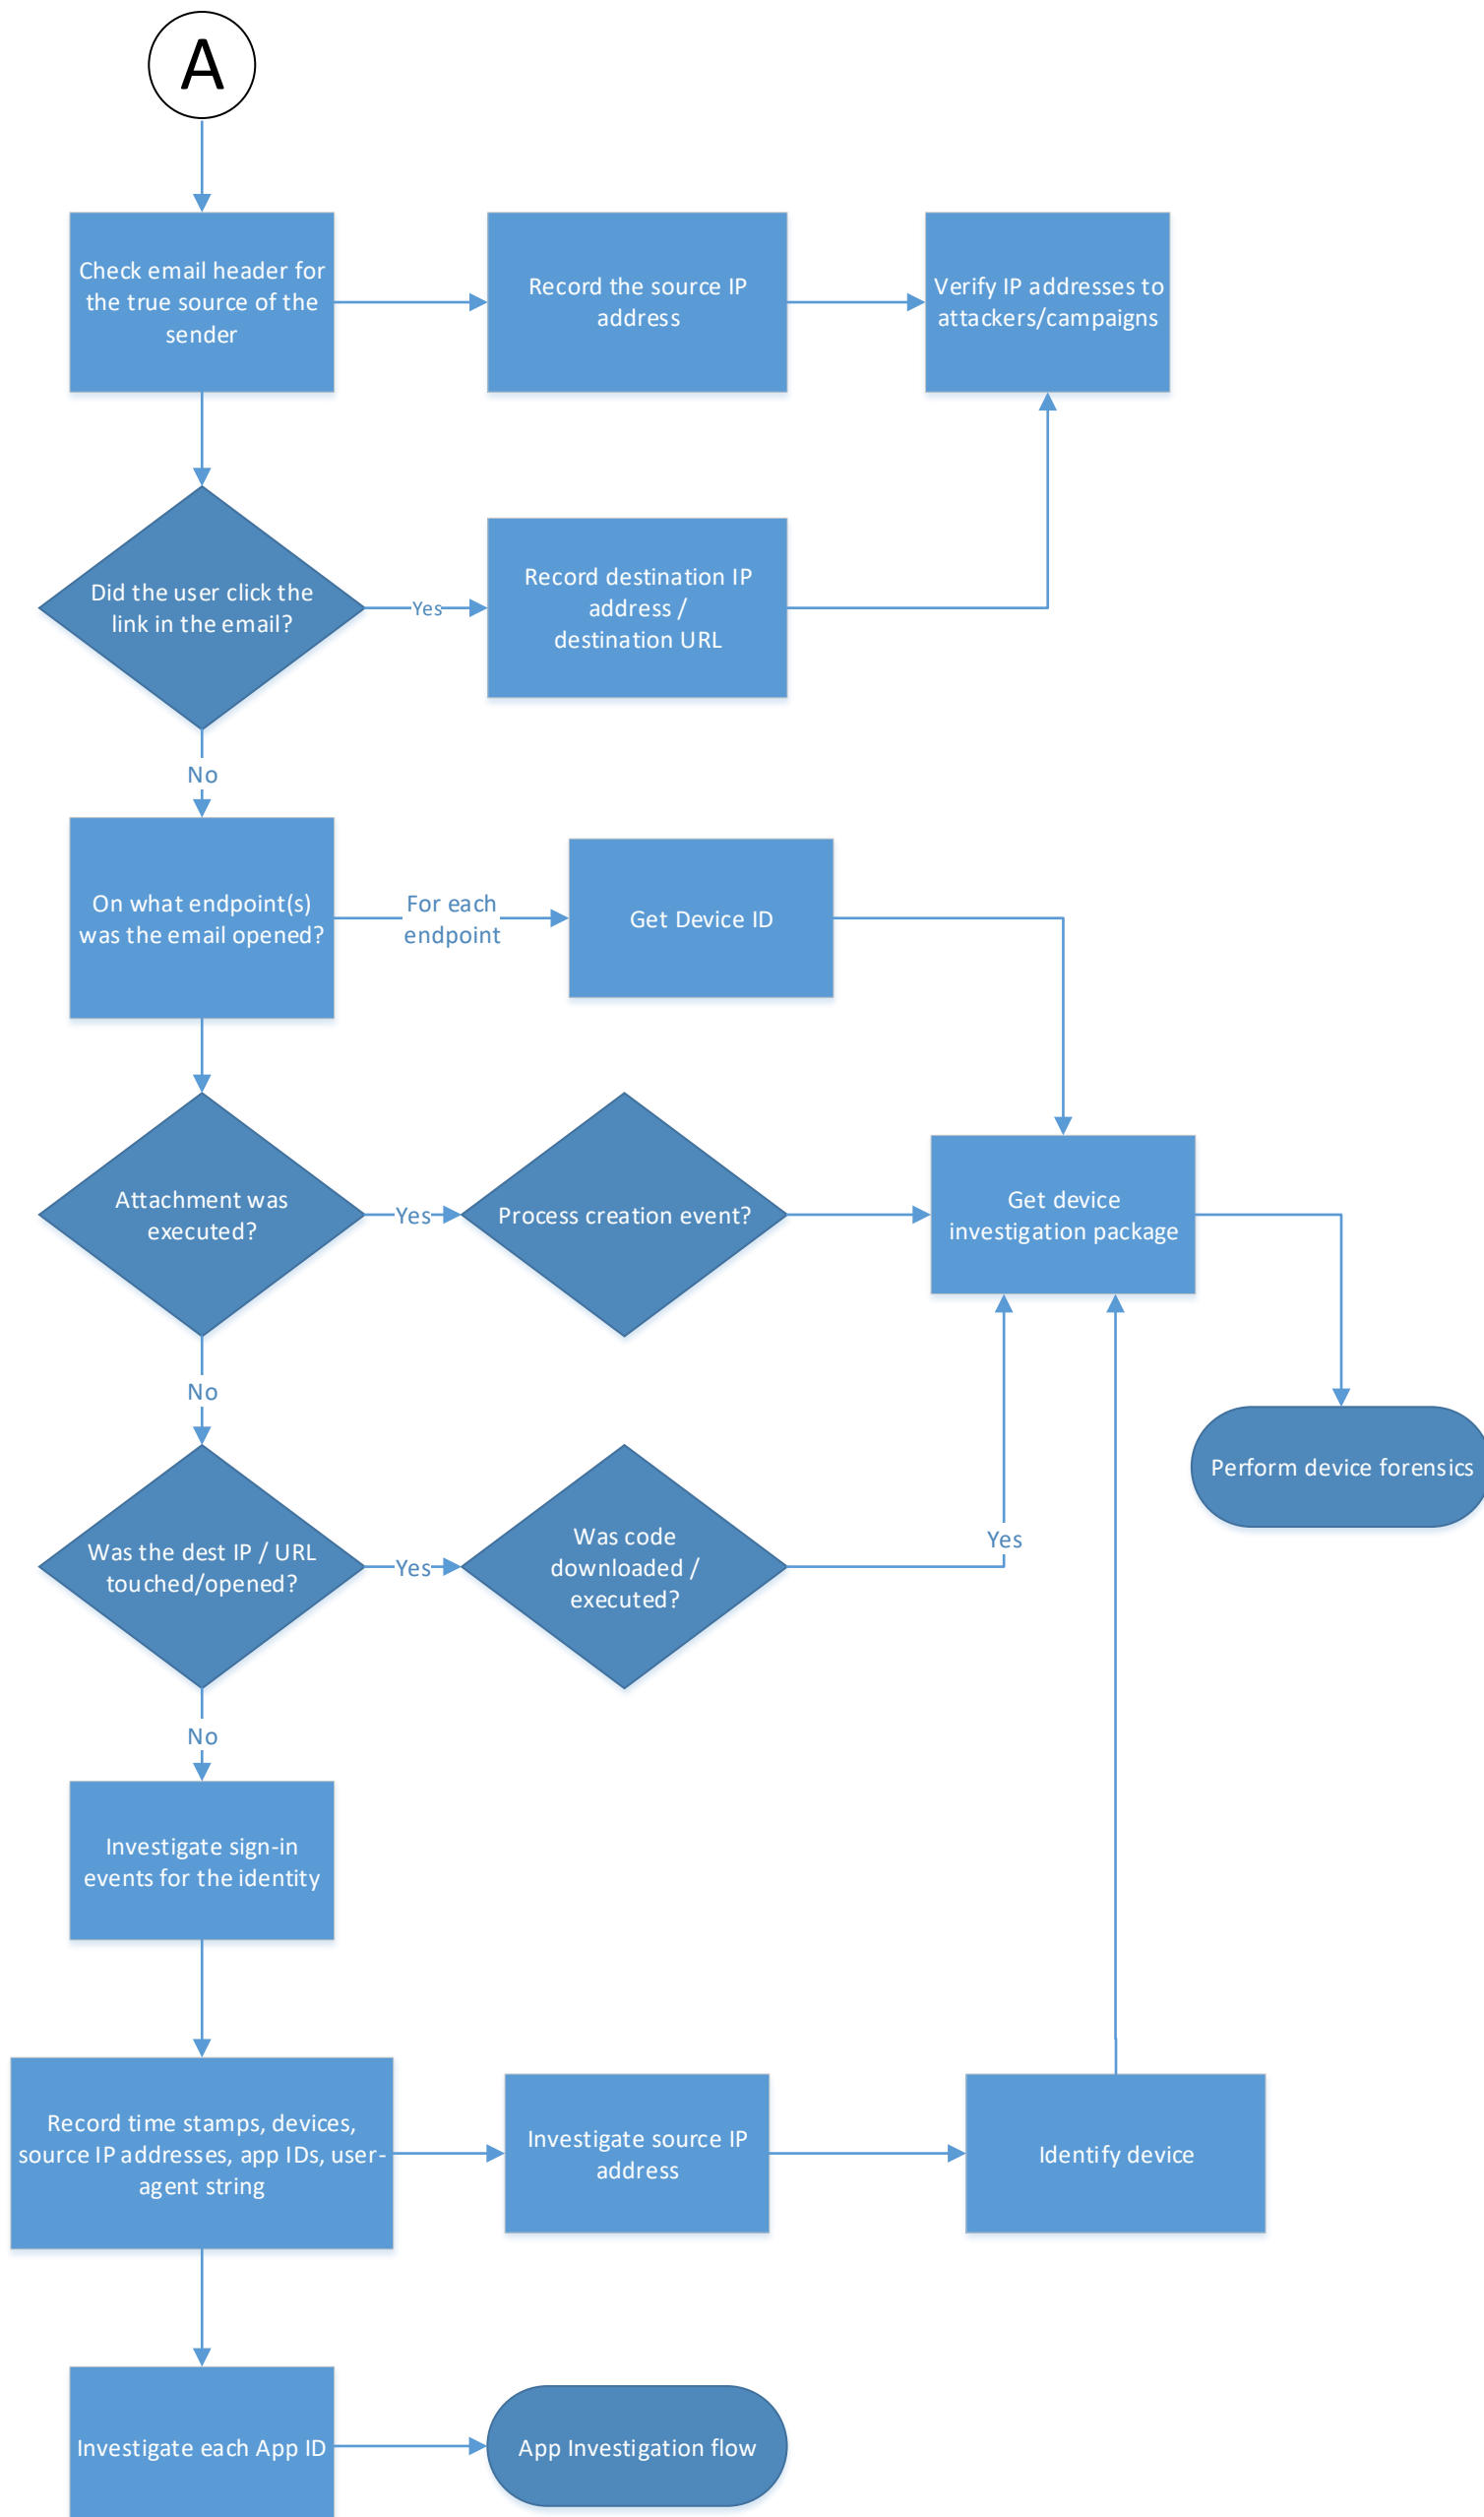 A
Check email header for
the true source of the
sender
Record the source IP
address
Verify IP addresses to
attackers/campaigns
Did the user click the
link in the email?
Yes
Record destination IP
address /
destination URL
No
On what endpoint(s)
was the email opened?
For each
endpoint
Get Device ID
Attachment was
executed?
Yes
Process creation event?
Get device
investigation package
No
Perform device forensics
Was the dest IP / URL
touched/opened?
Yes
Was code
downloaded /
executed?
Yes
No
Investigate sign-in
events for the identity
Record time stamps, devices,
source IP addresses, app IDs, user-
agent string
Investigate source IP
address
Identify device
Investigate each App ID
App Investigation flow